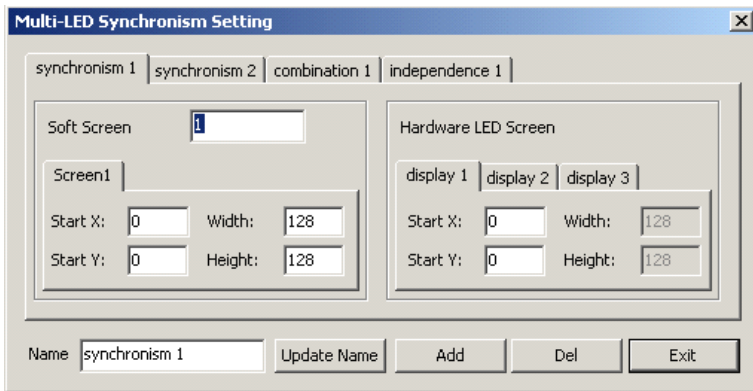 Multi-LED Synchronism Setting
synchronism 1 synchronism 2 combination 1 independence 1
Soft Screen 1
Screen1
Start X: 0 Width: 128
Start Y: 0 Height: 128
Hardware LED Screen
display 1 display 2 display 3
Start X: 0 Width: 128
Start Y: 0 Height: 128
Name synchronism 1 Update Name Add Del Exit